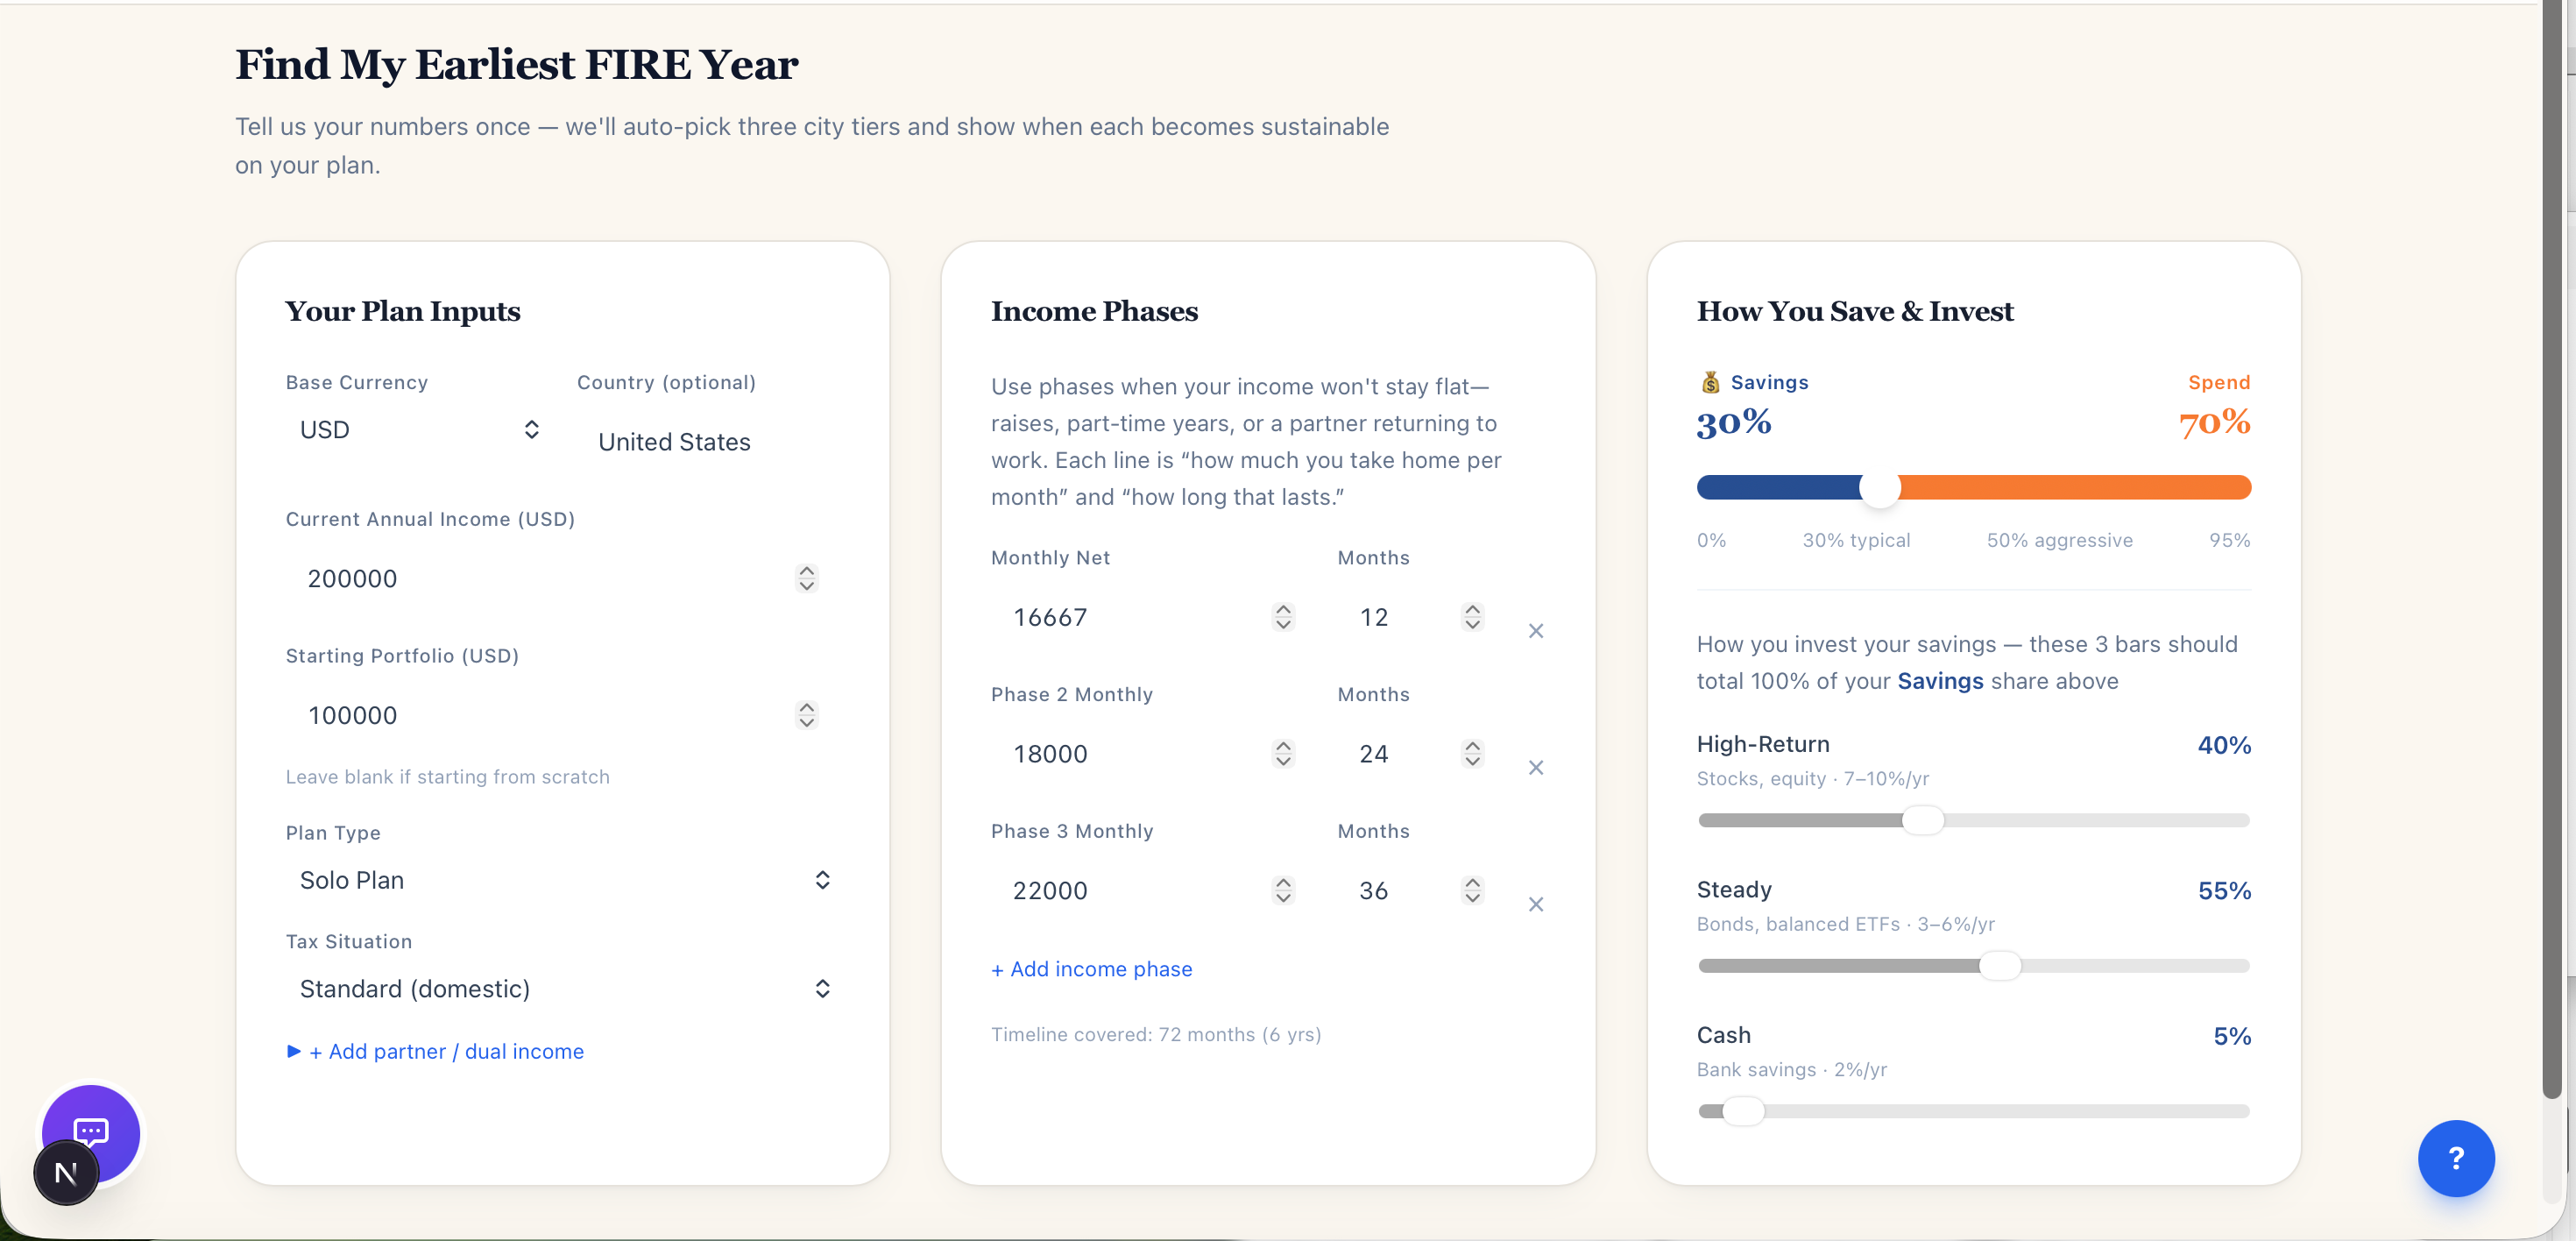 Find My Earliest FIRE Year
Tell us your numbers once — we'll auto-pick three city tiers and show when each becomes sustainable
on your plan.
Your Plan Inputs
Base Currency
Country (optional)
USD
United States
Current Annual Income (USD)
200000
Starting Portfolio (USD)
100000
Leave blank if starting from scratch
Plan Type
Solo Plan
Tax Situation
Standard (domestic)
▶ + Add partner / dual income
Income Phases
Use phases when your income won't stay flat—
raises, part-time years, or a partner returning to
work. Each line is “how much you take home per
month” and “how long that lasts.”
Monthly Net
Months
16667
12
×
Phase 2 Monthly
Months
18000
24
×
Phase 3 Monthly
Months
22000
36
×
+ Add income phase
Timeline covered: 72 months (6 yrs)
How You Save & Invest
💰 Savings
Spend
30%
70%
0%
30% typical
50% aggressive
95%
How you invest your savings — these 3 bars should
total 100% of your Savings share above
High-Return
40%
Stocks, equity · 7–10%/yr
Steady
55%
Bonds, balanced ETFs · 3–6%/yr
Cash
5%
Bank savings · 2%/yr
N
?